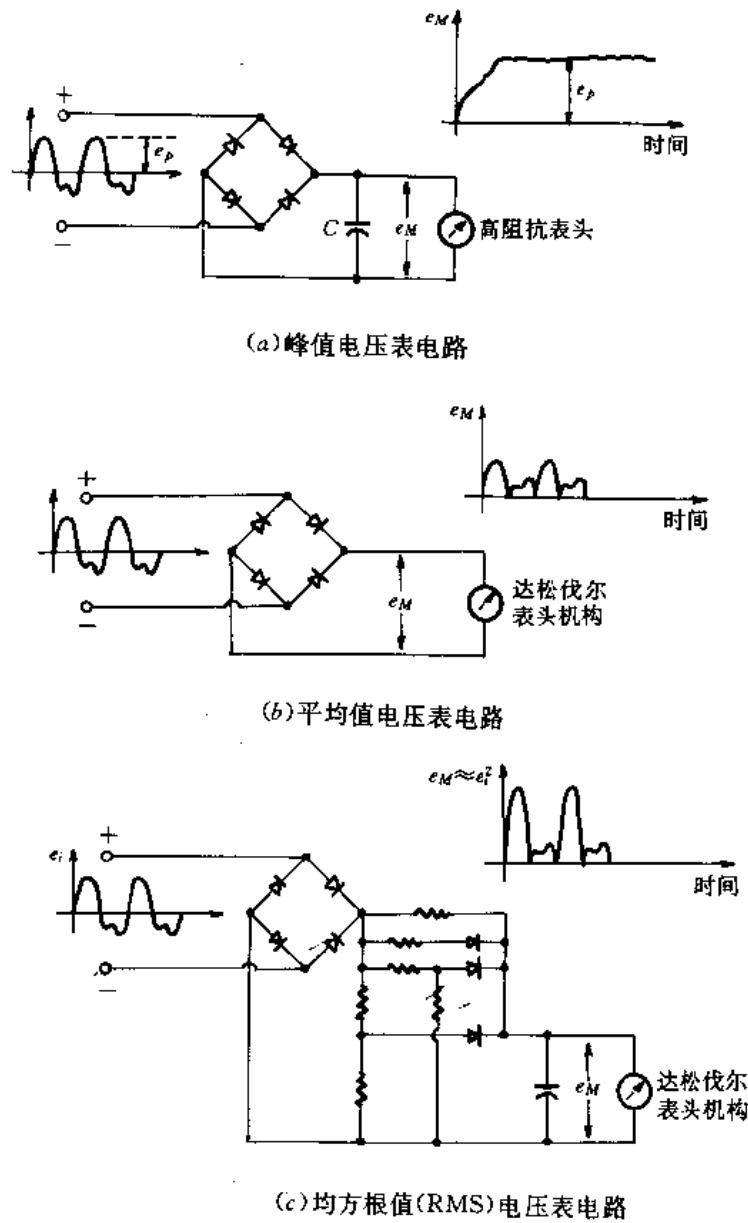 e_M
e_p
时间
+
e_p
−
C
e_M
高阻抗表头
(a)峰值电压表电路
e_M
时间
+
−
e_M
达松伐尔
表头机构
(b)平均值电压表电路
e_M≈e_i^2
时间
+
e_i
−
e_M
达松伐尔
表头机构
(c)均方根值(RMS)电压表电路